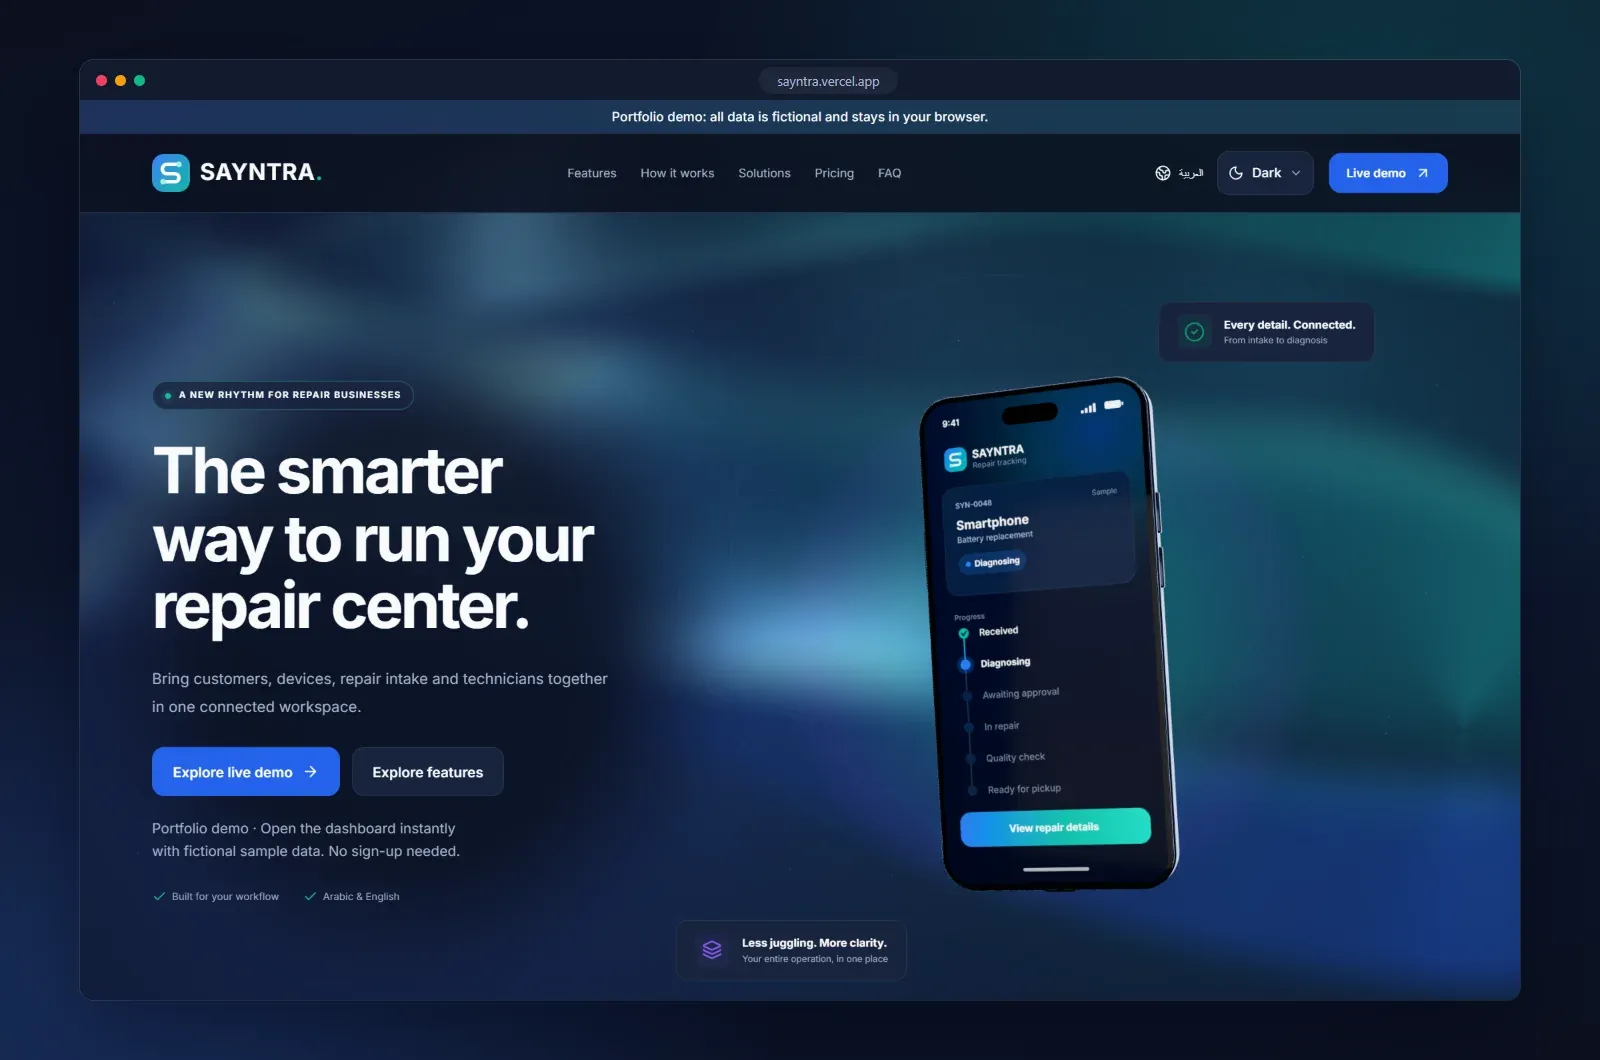 sayntra.vercel.app
Portfolio demo: all data is fictional and stays in your browser.
SAYNTRA.
Features
How it works
Solutions
Pricing
FAQ
العربية
Dark
Live demo
Every detail. Connected.
From intake to diagnosis
A NEW RHYTHM FOR REPAIR BUSINESSES
The smarter
way to run your
repair center.
Bring customers, devices, repair intake and technicians together
in one connected workspace.
Explore live demo
Explore features
Portfolio demo · Open the dashboard instantly
with fictional sample data. No sign-up needed.
Built for your workflow
Arabic & English
9:41
SAYNTRA
Repair tracking
SYN-0048
Sample
Smartphone
Battery replacement
Diagnosing
Progress
Received
Diagnosing
Awaiting approval
In repair
Quality check
Ready for pickup
View repair details
Less juggling. More clarity.
Your entire operation, in one place